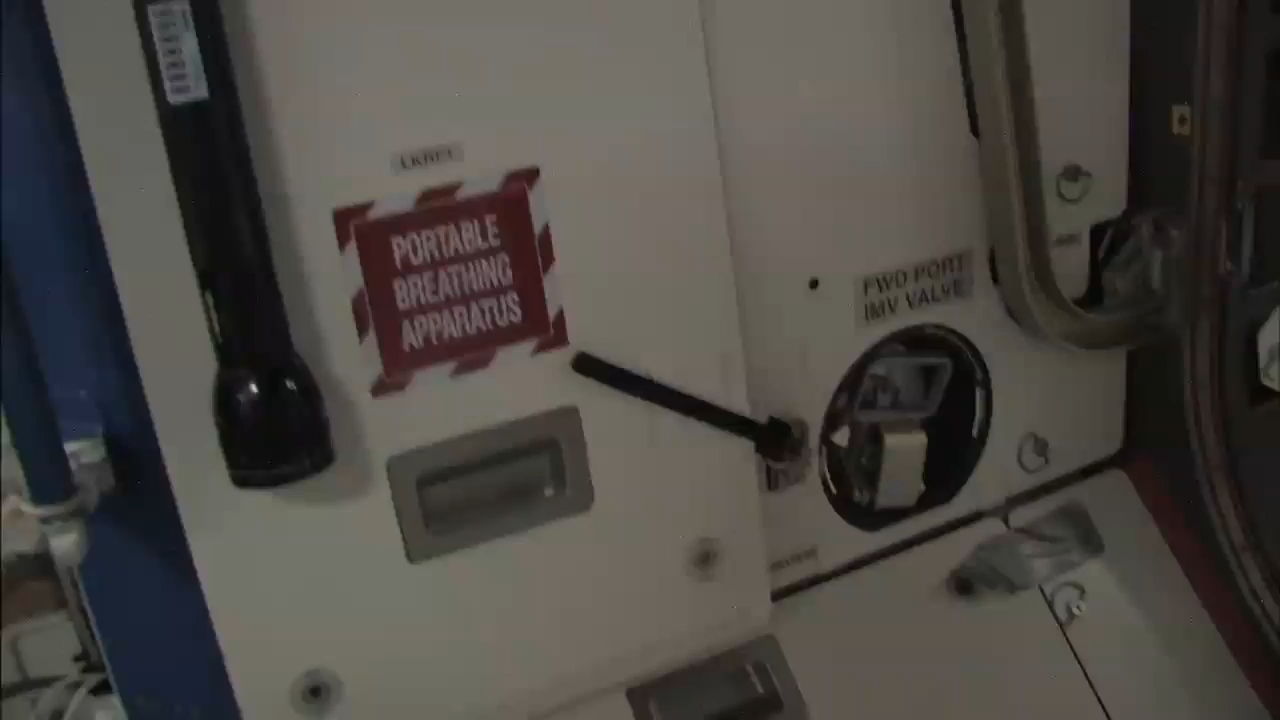 PORTABLE
BREATHING
APPARATUS
FWD PORT
IMV VALVE